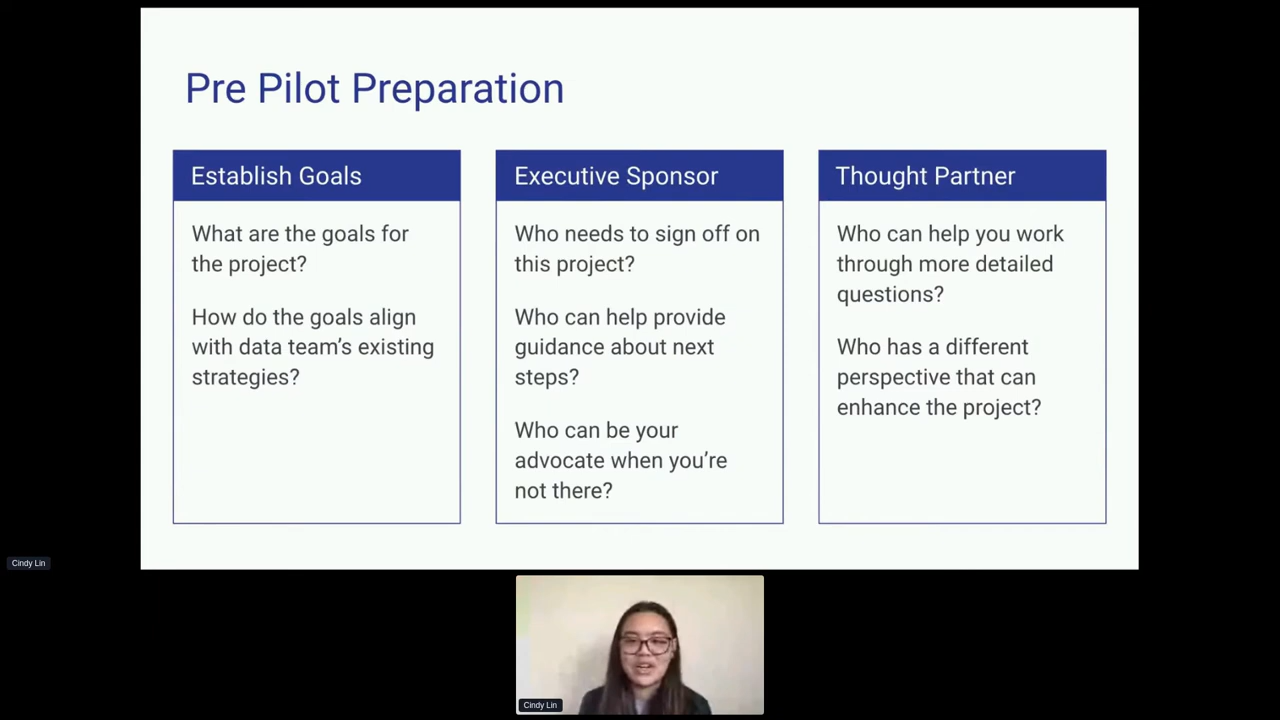 Pre Pilot Preparation
Establish Goals
What are the goals for
the project?
How do the goals align
with data team’s existing
strategies?
Executive Sponsor
Who needs to sign off on
this project?
Who can help provide
guidance about next
steps?
Who can be your
advocate when you’re
not there?
Thought Partner
Who can help you work
through more detailed
questions?
Who has a different
perspective that can
enhance the project?
Cindy Lin
Cindy Lin